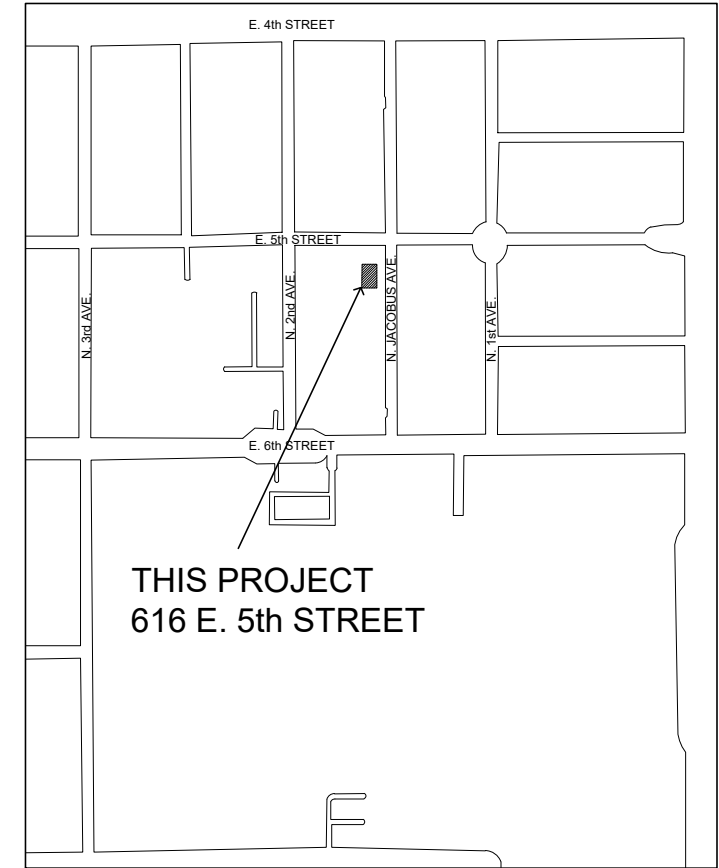 E. 4th STREET
E. 5th STREET
N. 3rd AVE.
N. 2nd AVE.
N. JACOBUS AVE.
N. 1st AVE.
E. 6th STREET
THIS PROJECT
616 E. 5th STREET